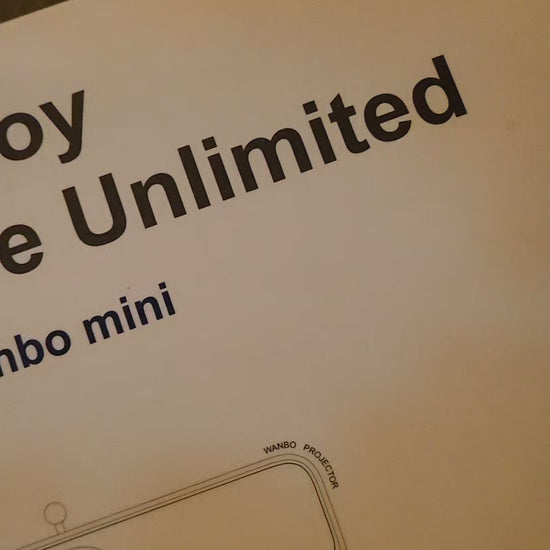 oy
e Unlimited
nbo mini
WANBO PROJECTOR